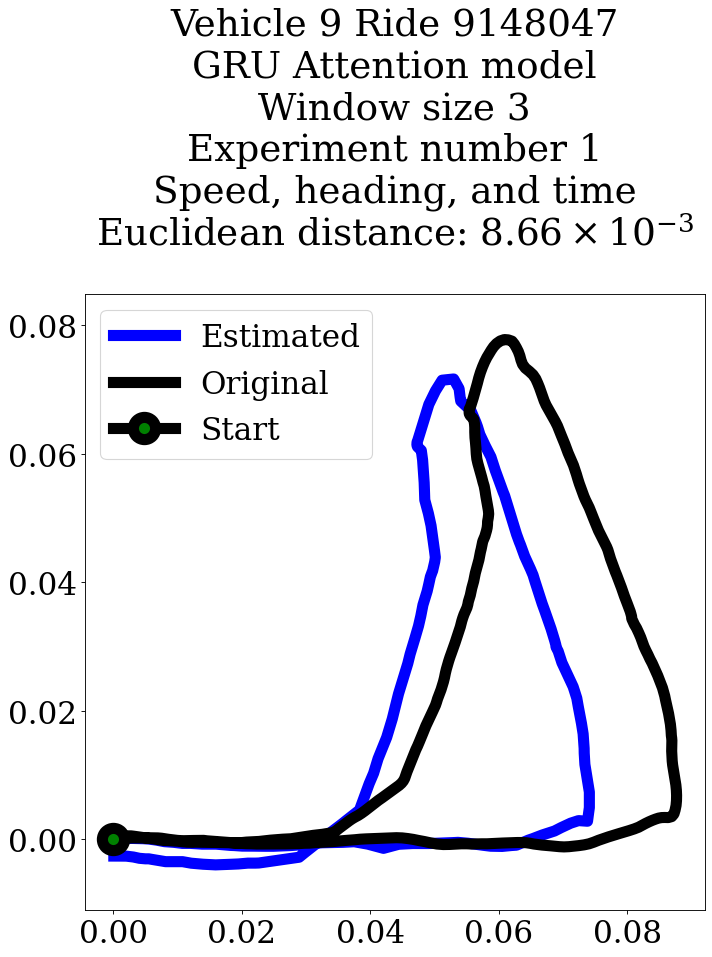 Vehicle 9 Ride 9148047
GRU Attention model
Window size 3
Experiment number 1
Speed, heading, and time
Euclidean distance: 8.66 × 10⁻³
Estimated
Original
Start
0.08
0.06
0.04
0.02
0.00
0.00 0.02 0.04 0.06 0.08